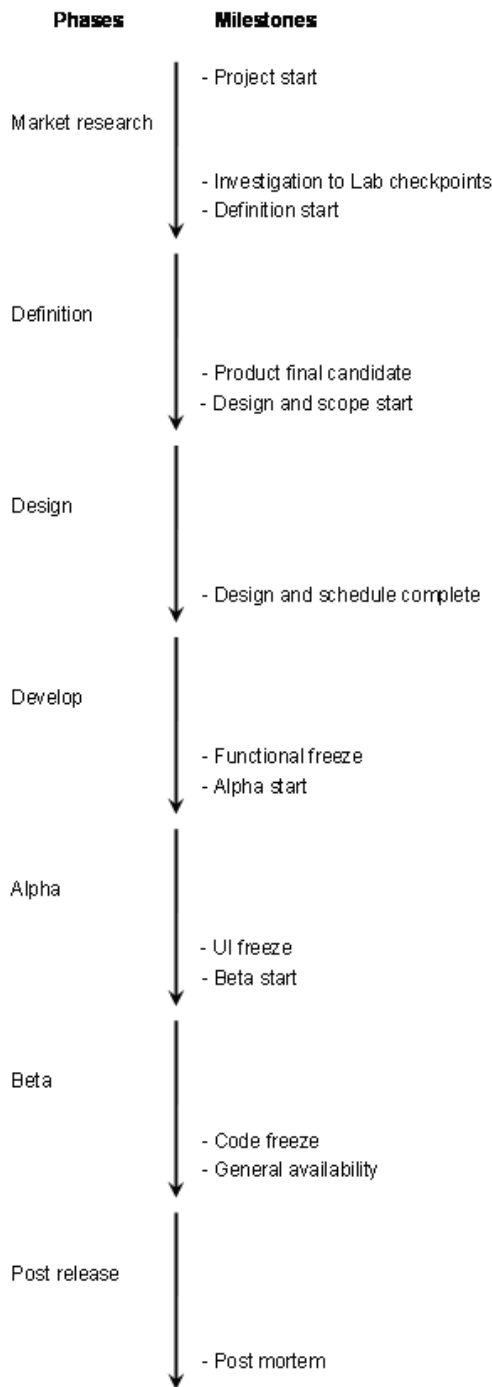 Phases Milestones
- Project start
Market research
- Investigation to Lab checkpoints
- Definition start
Definition
- Product final candidate
- Design and scope start
Design
- Design and schedule complete
Develop
- Functional freeze
- Alpha start
Alpha
- UI freeze
- Beta start
Beta
- Code freeze
- General availability
Post release
- Post mortem